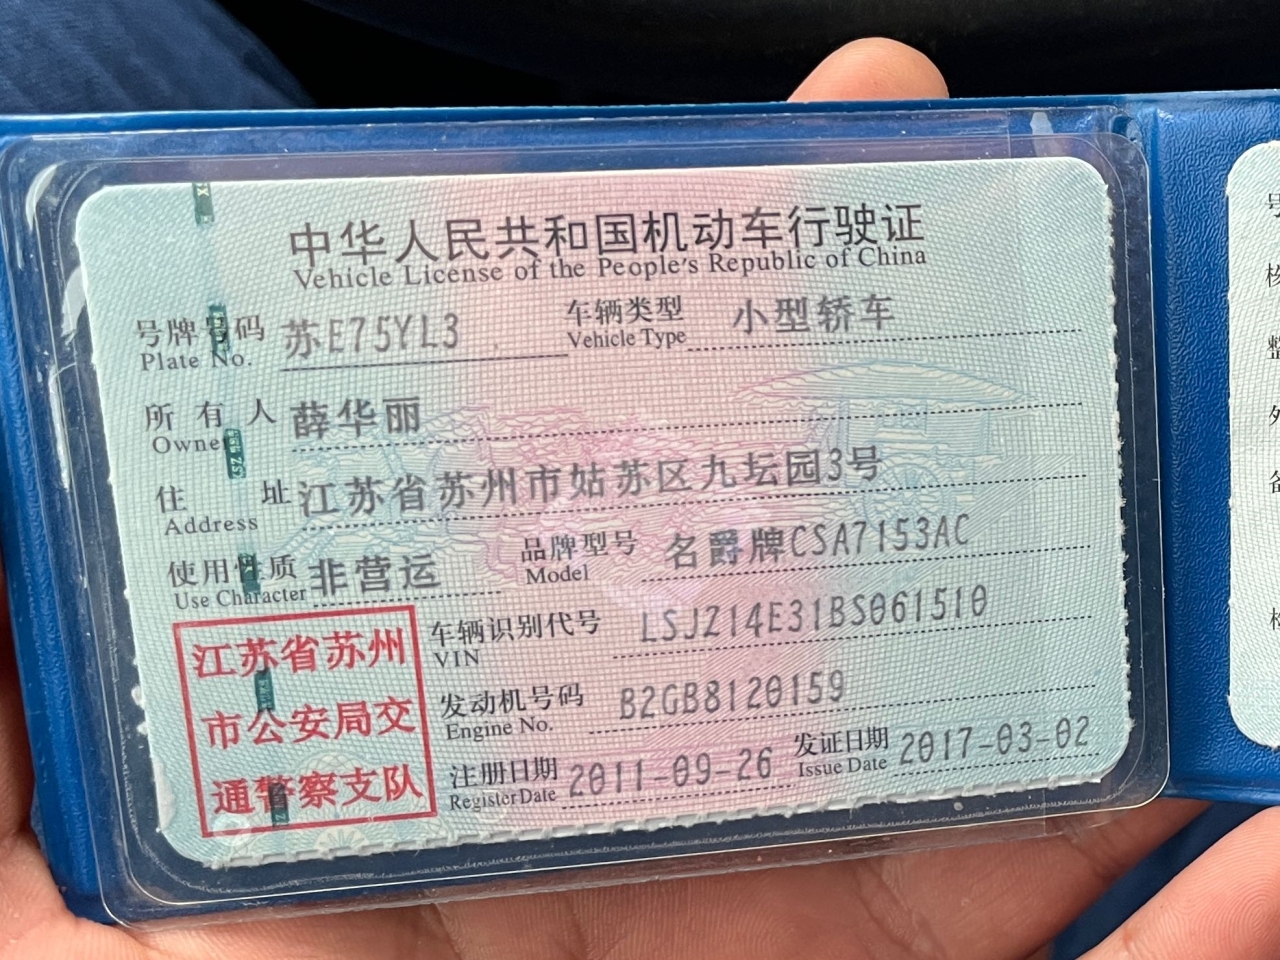 中华人民共和国机动车行驶证
Vehicle License of the People's Republic of China
号牌号码 苏E75YL3 车辆类型 小型轿车
Plate No. Vehicle Type
所有人 薛华丽
Owner
住址 江苏省苏州市姑苏区九坛园3号
Address
使用性质 非营运 品牌型号 名爵牌CSA7153AC
Use Character Model
江苏省苏州
市公安局交
通警察支队
车辆识别代号 LSJZ14E31BS061510
VIN
发动机号码 B2GB8120159
Engine No.
注册日期 2011-09-26 发证日期 2017-03-02
Register Date Issue Date